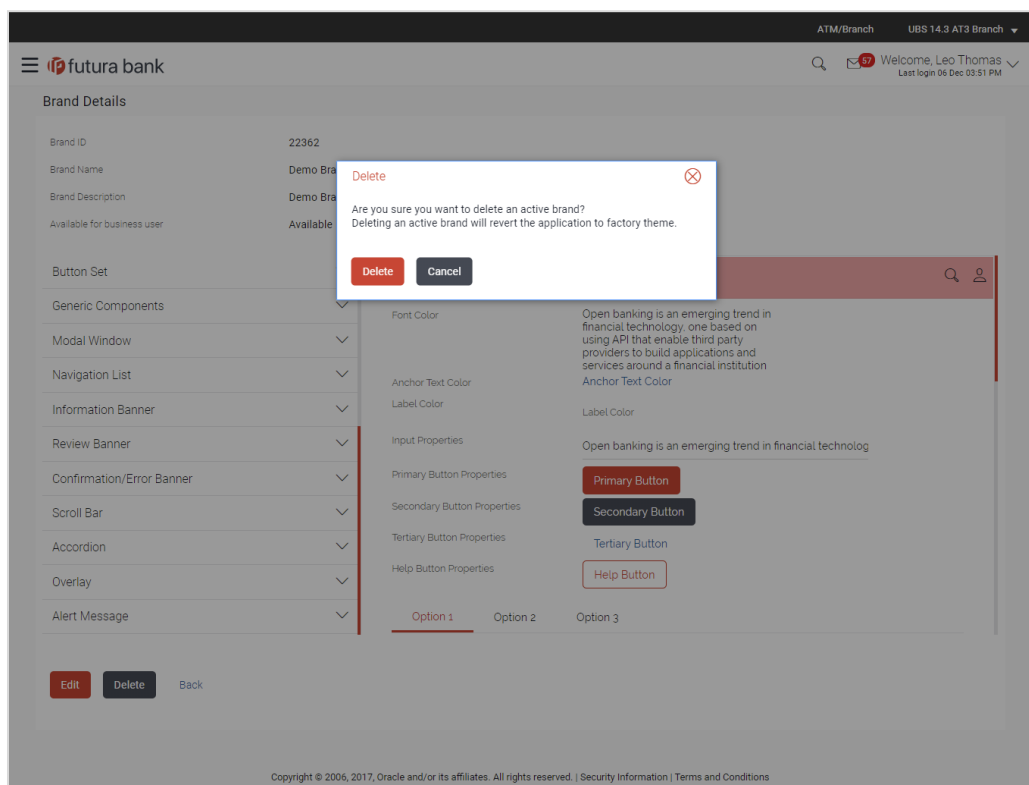 ATM/Branch UBS 14.3 AT3 Branch
futura bank
57
Welcome, Leo Thomas
Last login 06 Dec 03:51 PM
Brand Details
Brand ID 22362
Brand Name Demo Bra
Brand Description Demo Bra
Available for business user Available
Delete
Are you sure you want to delete an active brand?
Deleting an active brand will revert the application to factory theme.
Delete Cancel
Button Set
Generic Components
Modal Window
Navigation List
Information Banner
Review Banner
Confirmation/Error Banner
Scroll Bar
Accordion
Overlay
Alert Message
Font Color
Open banking is an emerging trend in
financial technology, one based on
using API that enable third party
providers to build applications and
services around a financial institution
Anchor Text Color Anchor Text Color
Label Color Label Color
Input Properties Open banking is an emerging trend in financial technolog
Primary Button Properties Primary Button
Secondary Button Properties Secondary Button
Tertiary Button Properties Tertiary Button
Help Button Properties Help Button
Option 1 Option 2 Option 3
Edit Delete Back
Copyright © 2006, 2017, Oracle and/or its affiliates. All rights reserved. | Security Information | Terms and Conditions